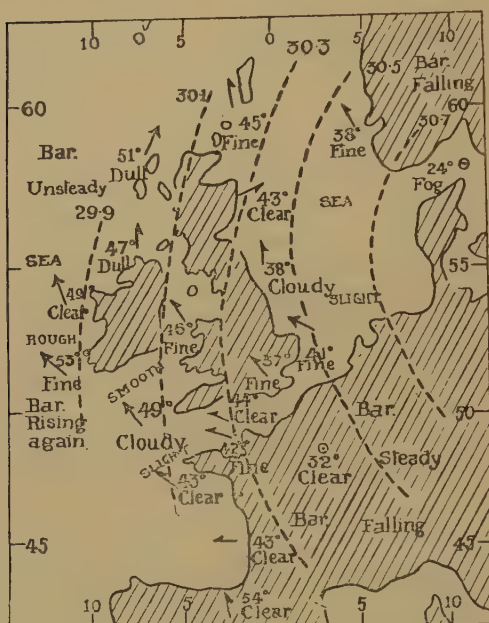 10 5 0 5 10
30.1
30.3
30.5
30.7
Bar.
Falling
60
60
45°
Fine
38°
Fine
51°
Dull
Bar.
Unsteady
24°
Fog
43°
Clear
29.9
SEA
47°
Dull
SEA
38°
Cloudy
55
SLIGHT
49°
Clear
ROUGH
53°
Fine
46°
Fine
37°
Fine
41°
Fine
SMOOTH
Bar.
Rising
again
49°
Cloudy
44°
Clear
Bar.
50
Steady
SLIGHT
Fine
32°
Clear
43°
Clear
Bar.
Falling
45
45
43°
Clear
54°
Clear
10 5 5 10